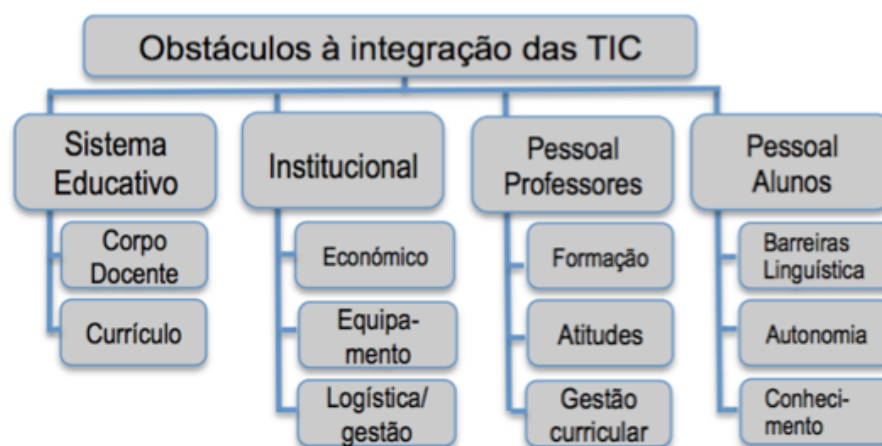 Obstáculos à integração das TIC
Sistema
Educativo
Corpo
Docente
Currículo
Institucional
Económico
Equipa-
mento
Logística/
gestão
Pessoal
Professores
Formação
Atitudes
Gestão
curricular
Pessoal
Alunos
Barreiras
Linguística
Autonomia
Conheci-
mento